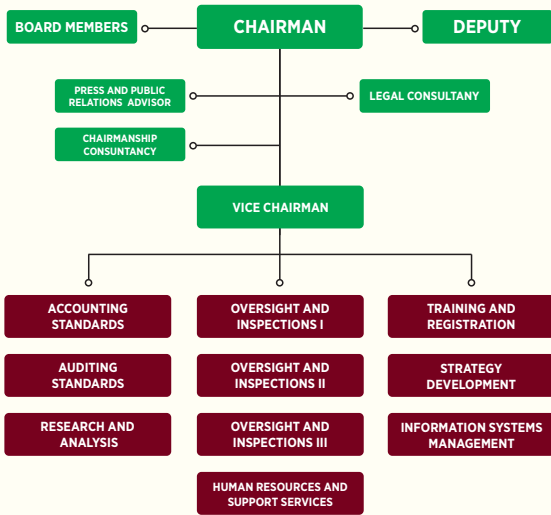 BOARD MEMBERS
CHAIRMAN
DEPUTY
PRESS AND PUBLIC
RELATIONS ADVISOR
LEGAL CONSULTANY
CHAIRMANSHIP
CONSUNTANCY
VICE CHAIRMAN
ACCOUNTING
STANDARDS
OVERSIGHT AND
INSPECTIONS I
TRAINING AND
REGISTRATION
AUDITING
STANDARDS
OVERSIGHT AND
INSPECTIONS II
STRATEGY
DEVELOPMENT
RESEARCH AND
ANALYSIS
OVERSIGHT AND
INSPECTIONS III
INFORMATION SYSTEMS
MANAGEMENT
HUMAN RESOURCES AND
SUPPORT SERVICES